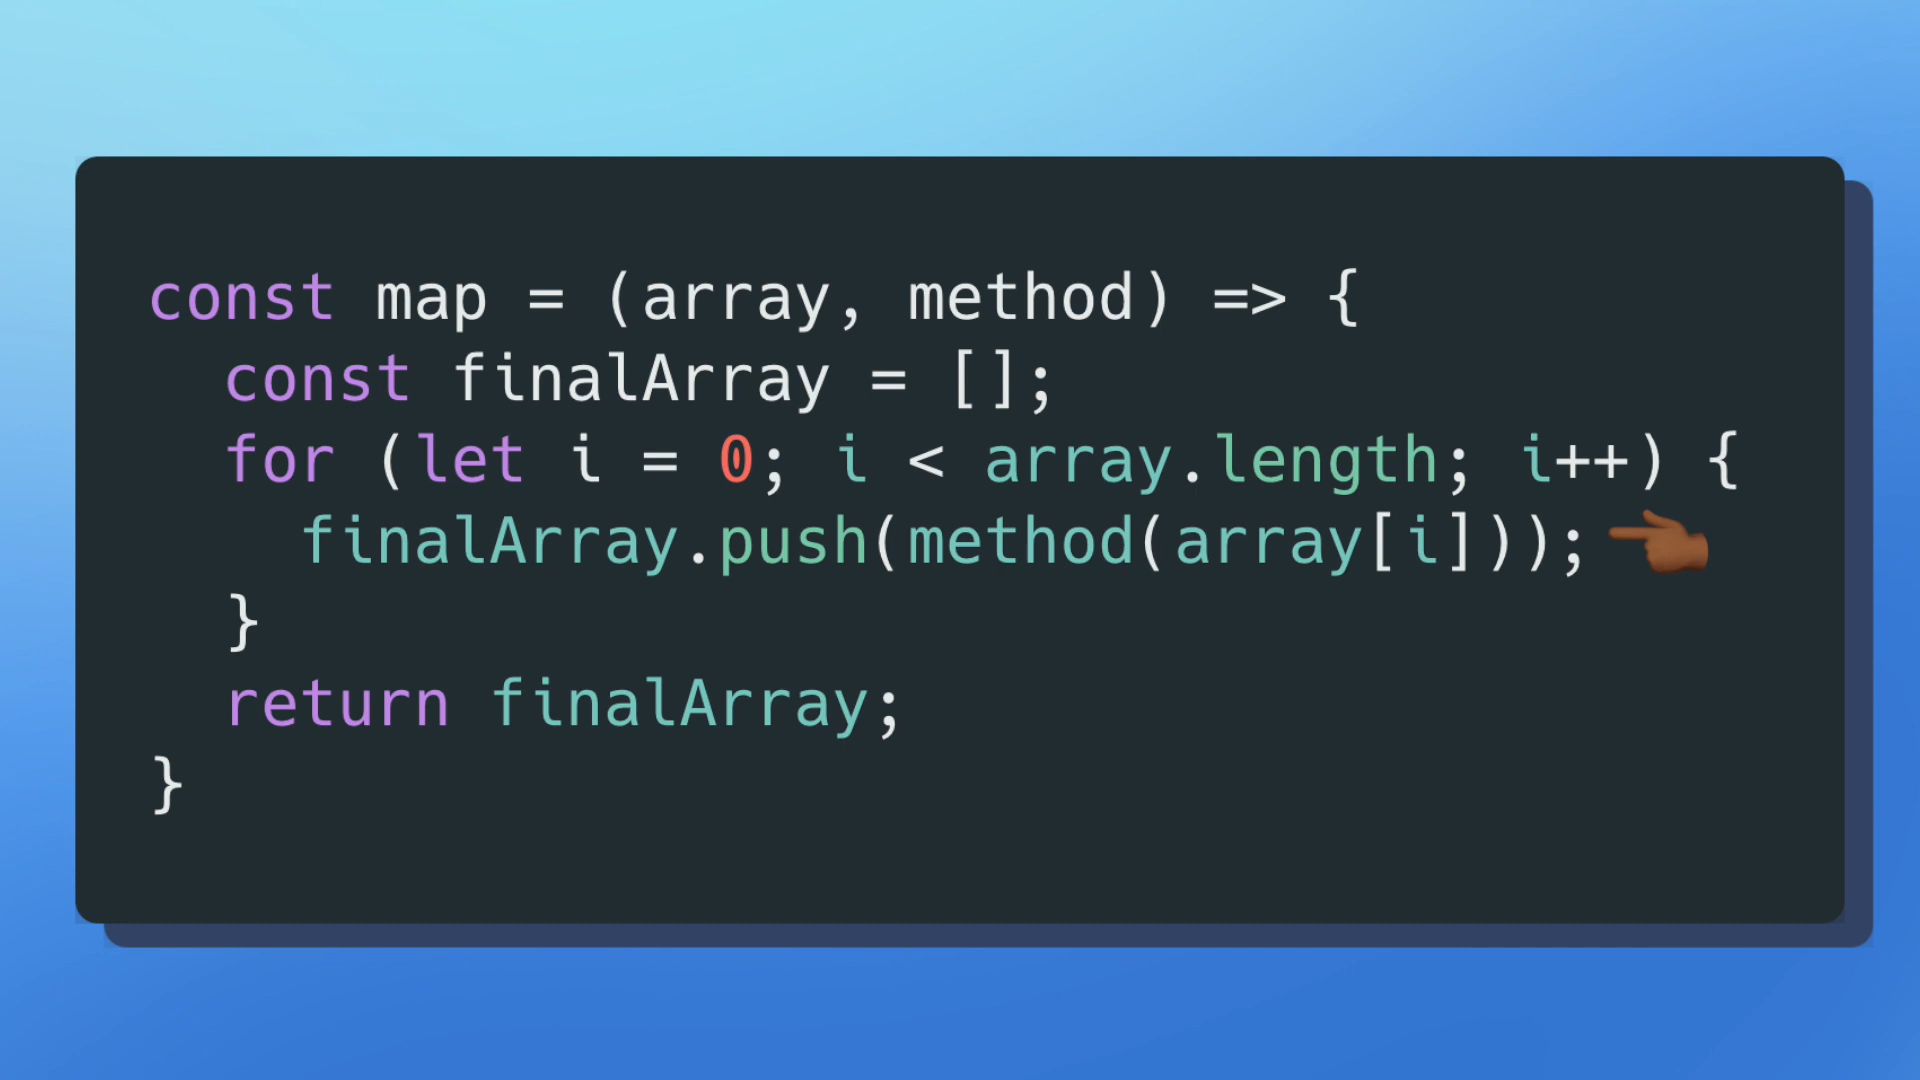 const map = (array, method) => {
  const finalArray = [];
  for (let i = 0; i < array.length; i++) {
    finalArray.push(method(array[i]));
  }
  return finalArray;
}